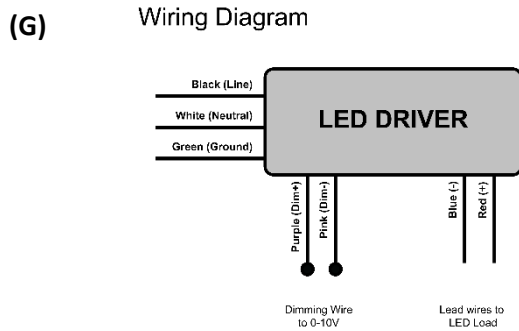 (G)
Wiring Diagram
Black (Line)
White (Neutral)
Green (Ground)
LED DRIVER
Purple (Dim+)
Pink (Dim-)
Blue (-)
Red (+)
Dimming Wire
to 0-10V
Lead wires to
LED Load